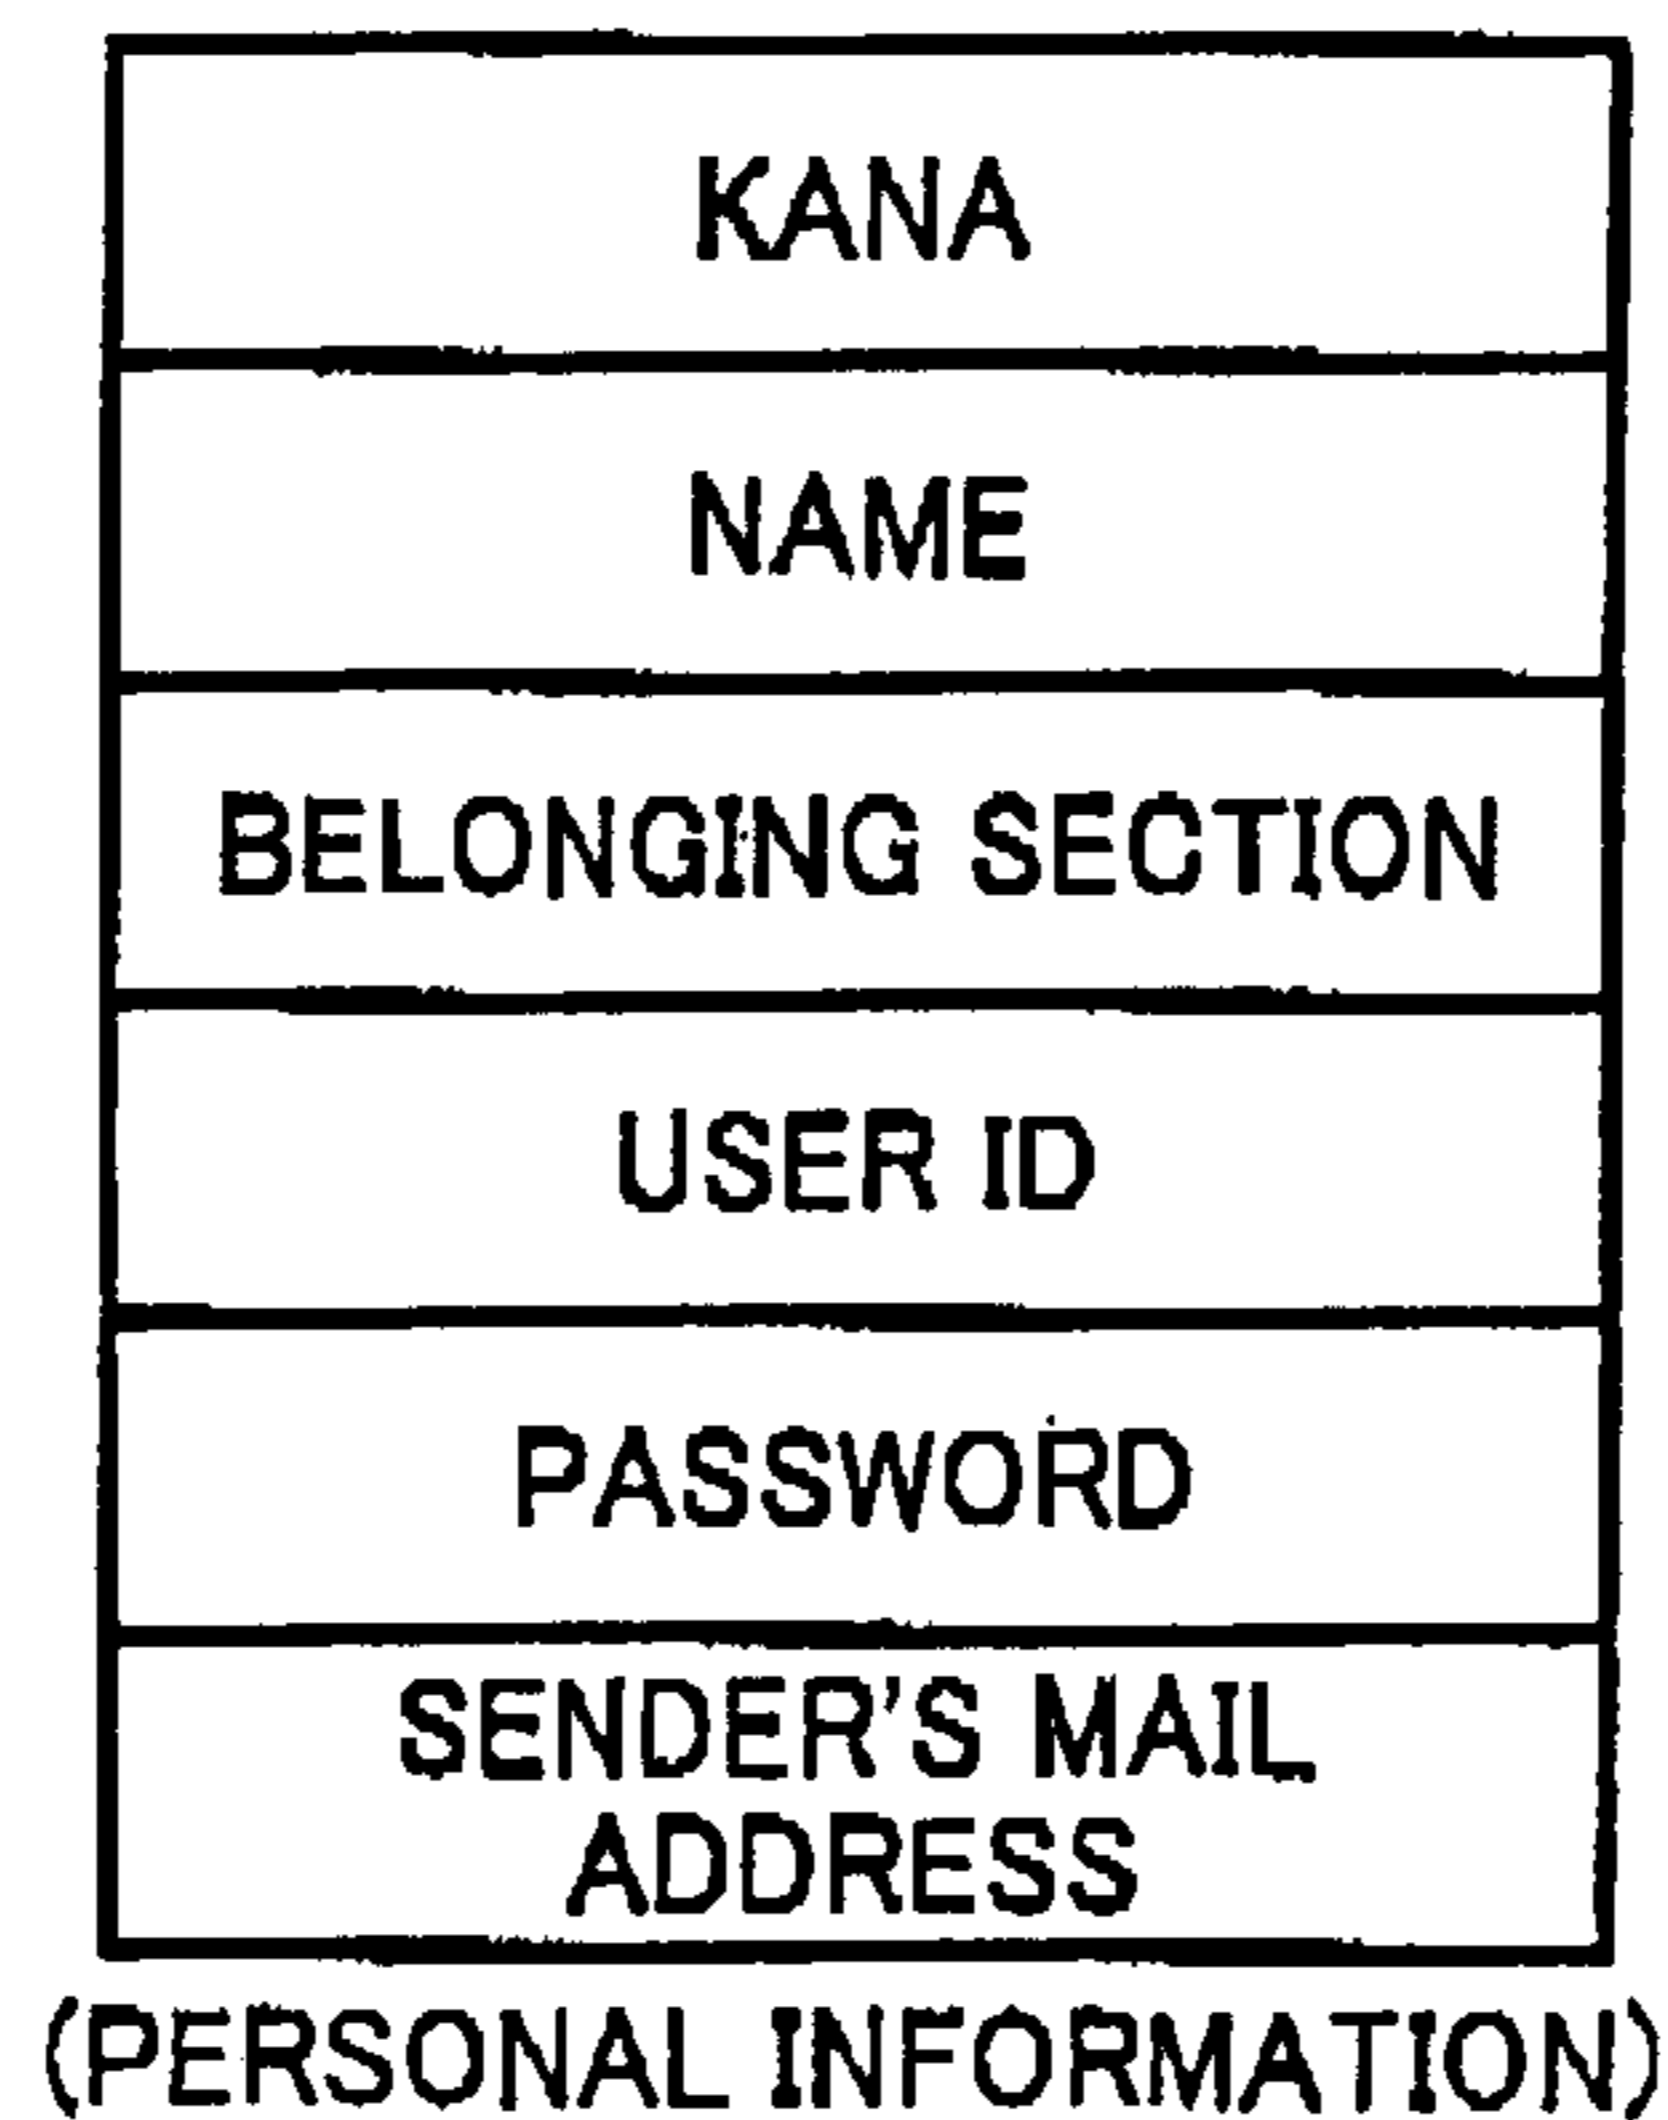 KANA
NAME
BELONGING SECTION
USER ID
PASSWORD
SENDER'S MAIL
ADDRESS
(PERSONAL INFORMATION)